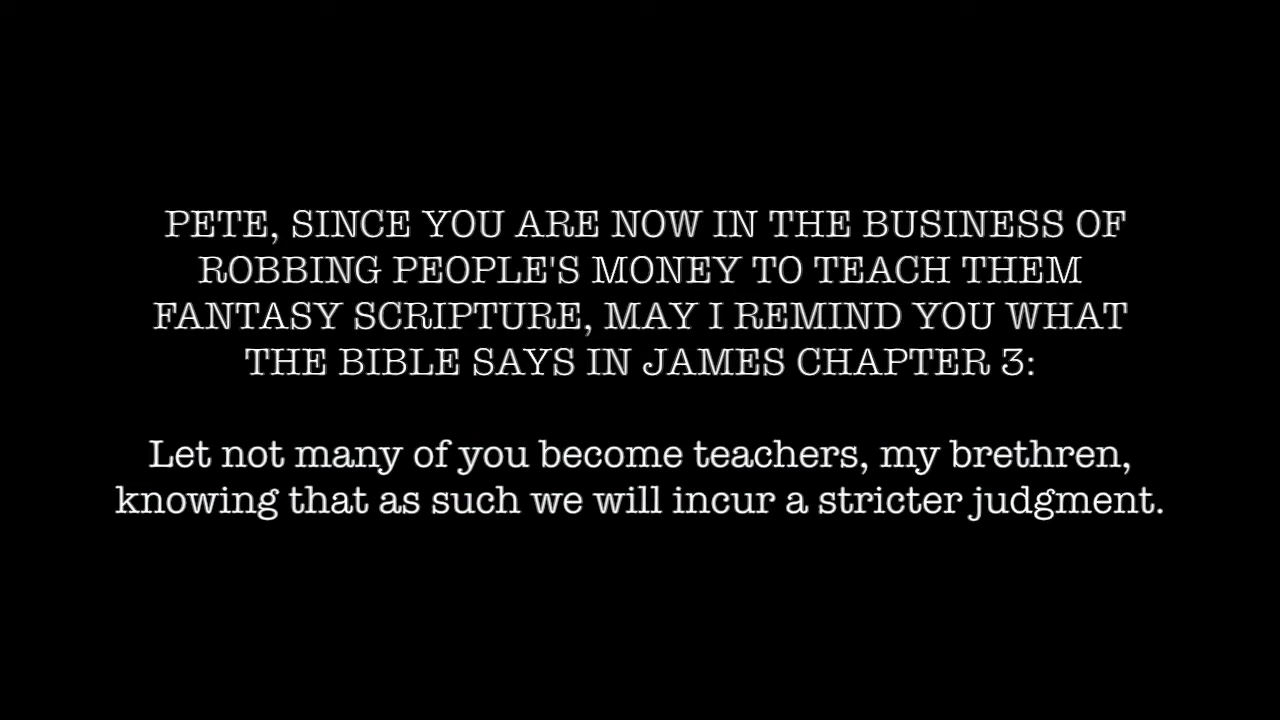 PETE, SINCE YOU ARE NOW IN THE BUSINESS OF
ROBBING PEOPLE'S MONEY TO TEACH THEM
FANTASY SCRIPTURE, MAY I REMIND YOU WHAT
THE BIBLE SAYS IN JAMES CHAPTER 3:
Let not many of you become teachers, my brethren,
knowing that as such we will incur a stricter judgment.